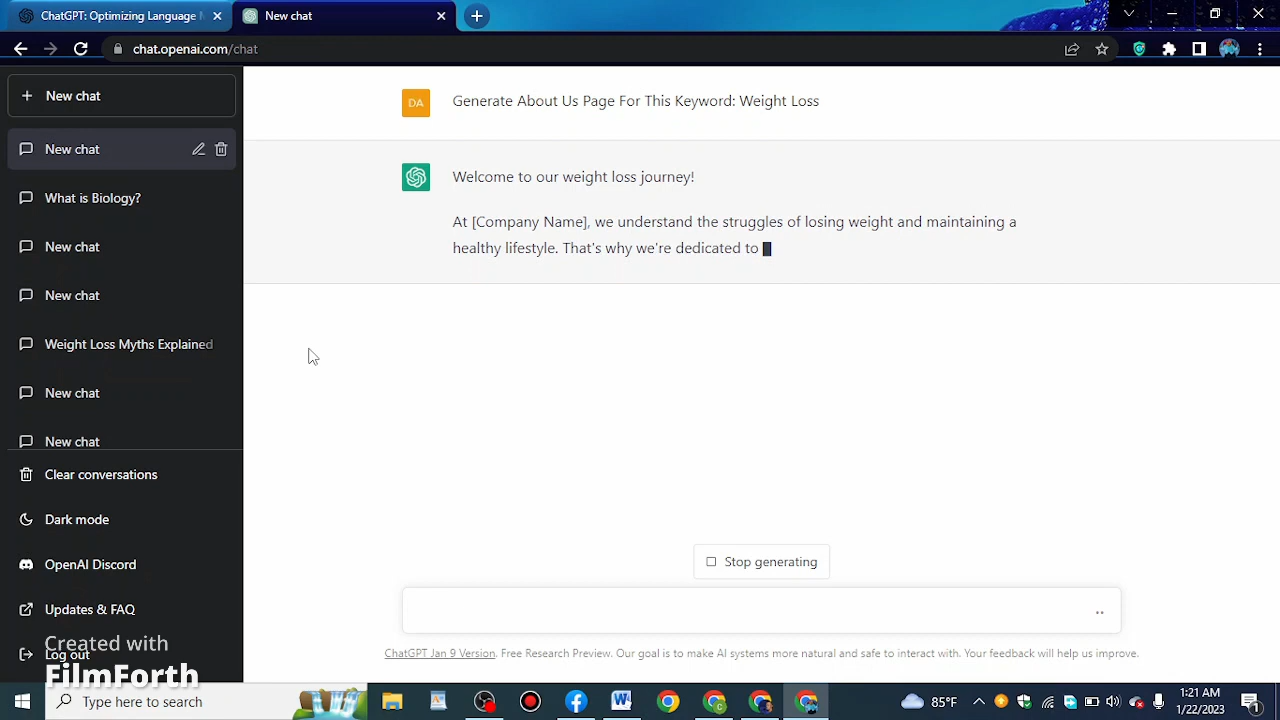 ChatGPT: Optimizing Language M
New chat
chat.openai.com/chat
New chat
New chat
What is Biology?
New chat
New chat
Weight Loss Myths Explained
New chat
New chat
Clear conversations
Dark mode
OpenAI Discord
Updates & FAQ
Log out
DA
Generate About Us Page For This Keyword: Weight Loss
Welcome to our weight loss journey!
At [Company Name], we understand the struggles of losing weight and maintaining a
healthy lifestyle. That's why we're dedicated to
Stop generating
ChatGPT Jan 9 Version. Free Research Preview. Our goal is to make AI systems more natural and safe to interact with. Your feedback will help us improve.
Created with
FilmForth
Type here to search
85°F
1:21 AM
1/22/2023
1